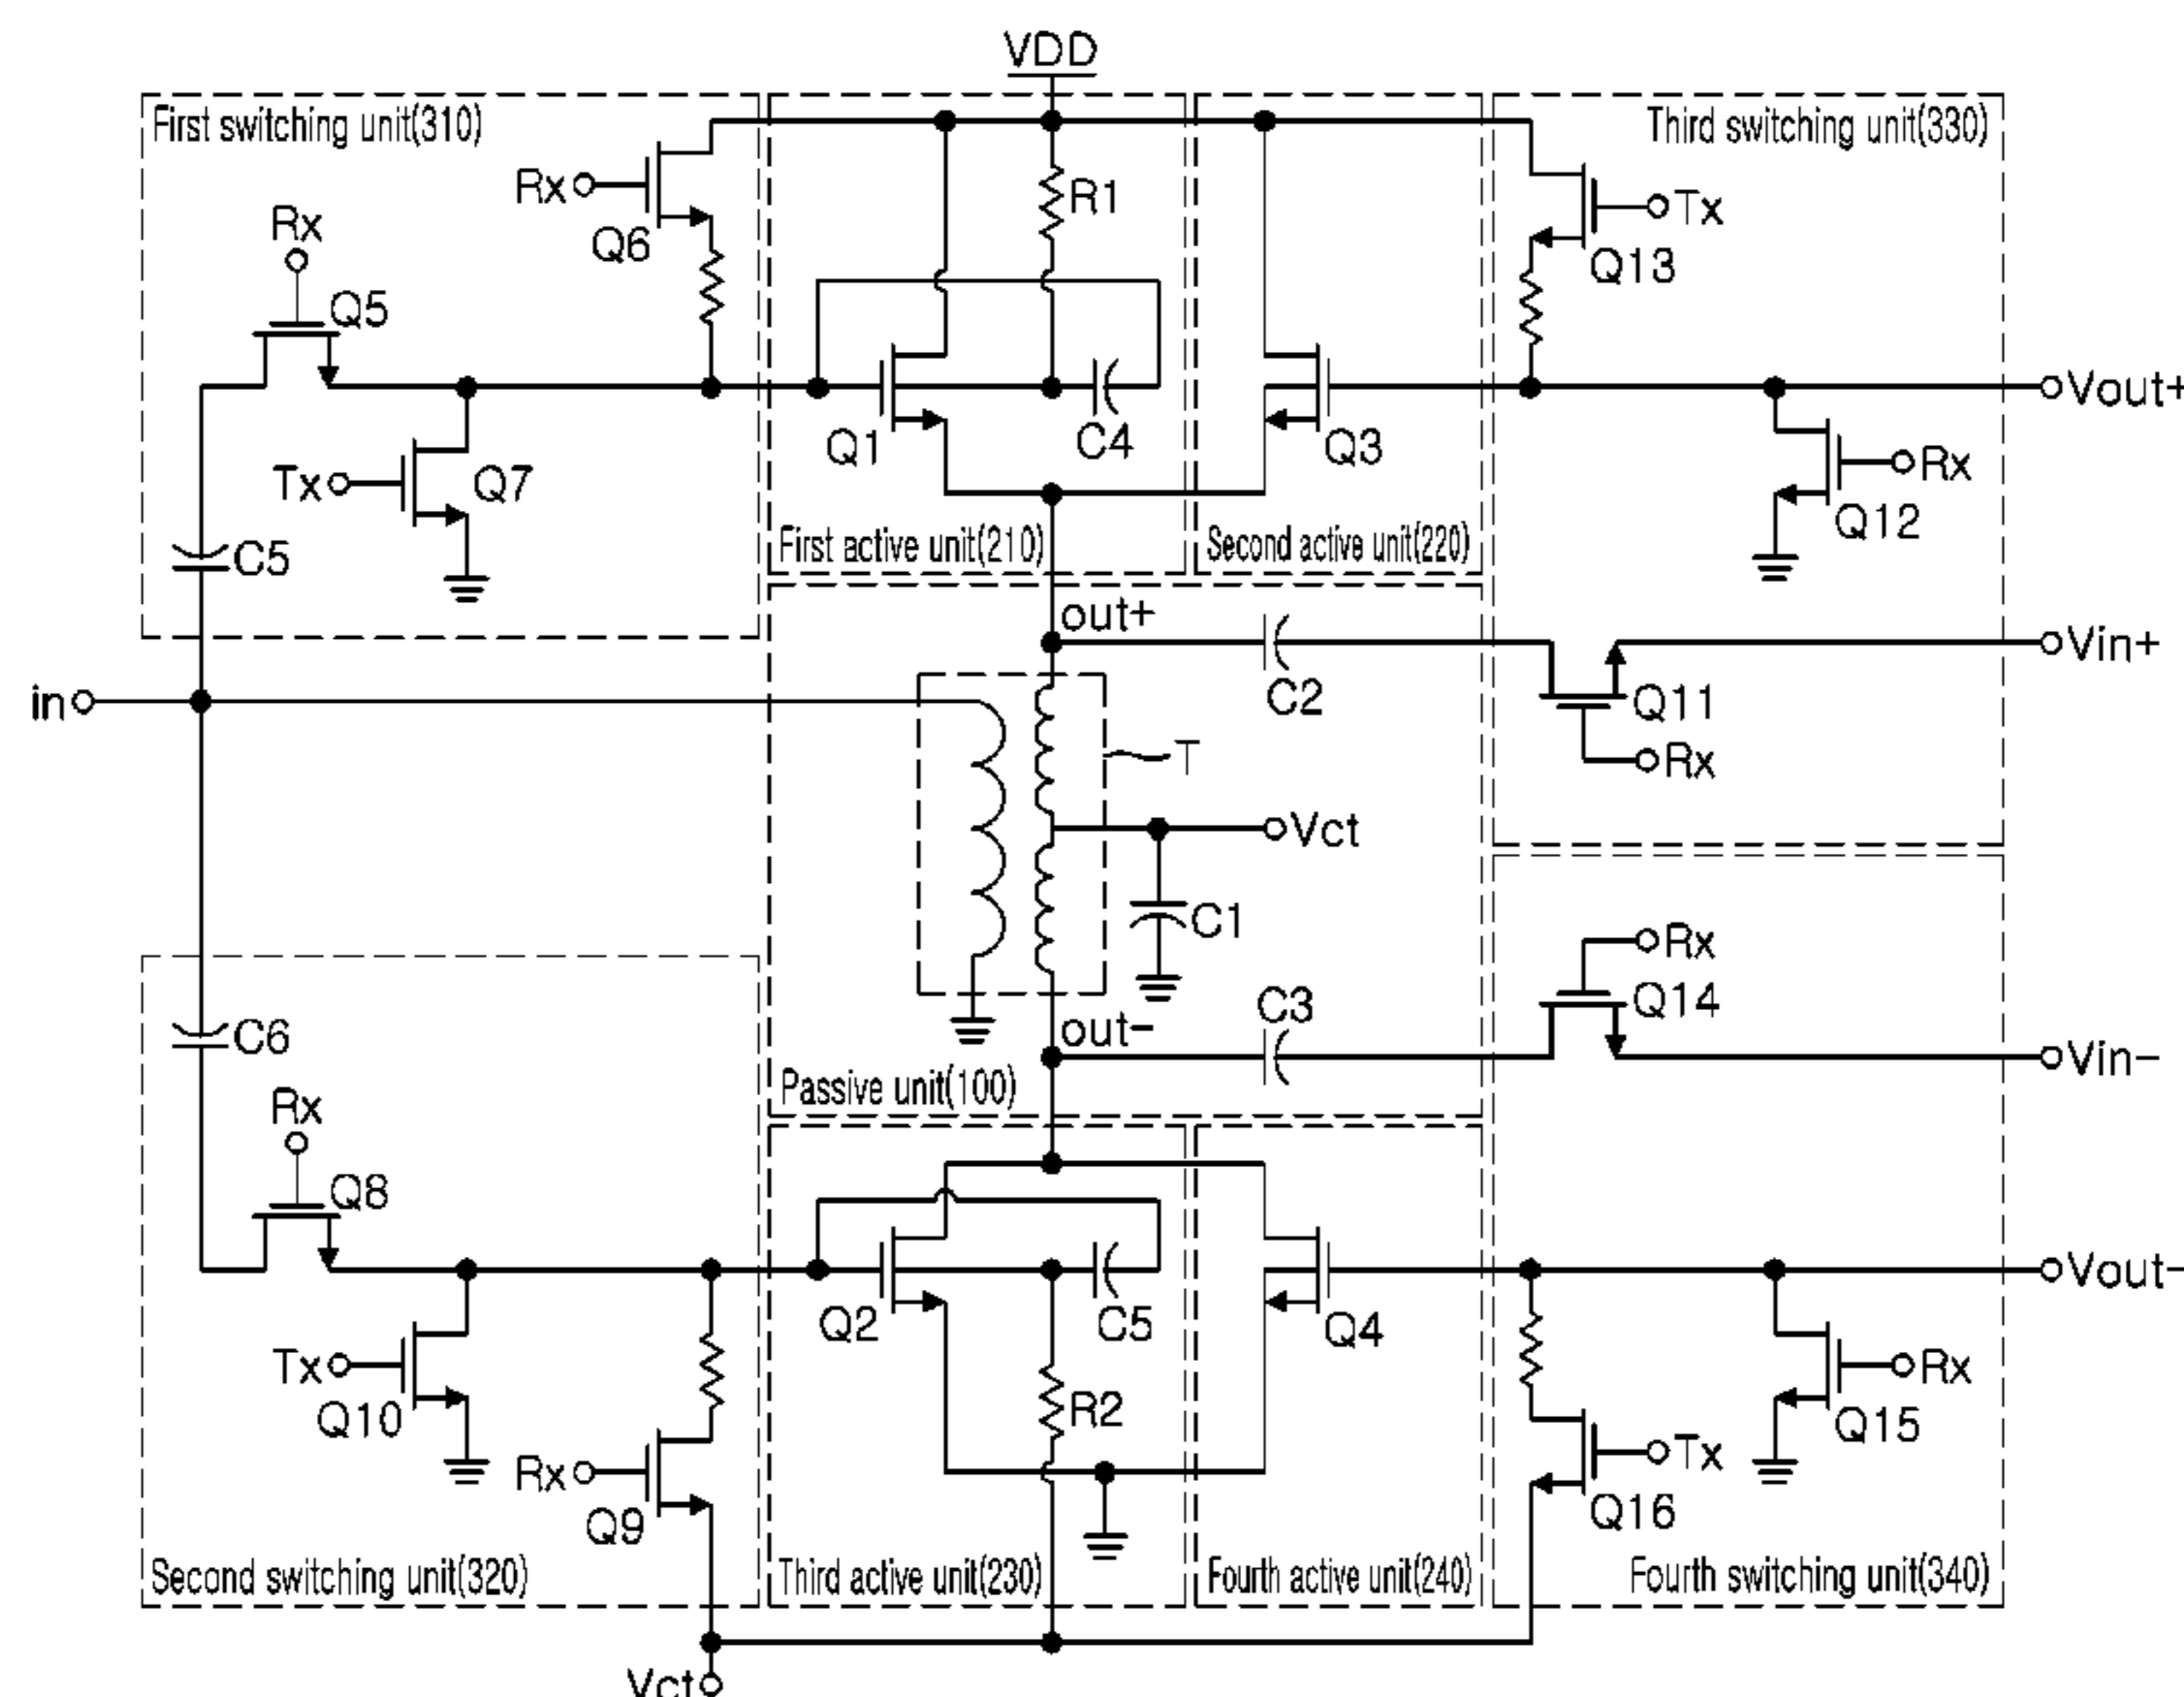 VDD
First switching unit(310)
Third switching unit(330)
Rx
Q6
R1
Tx
Q13
Rx
Q5
Vout+
Q1
C4
Q3
Tx
Q7
Rx
Q12
C5
First active unit(210)
Second active unit(220)
out+
Vin+
in
C2
Q11
T
Rx
Vct
C1
Rx
Q14
C3
out-
C6
Vin-
Passive unit(100)
Rx
Q8
Vout-
Q2
C5
Q4
Tx
Q10
R2
Rx
Q15
Rx
Q9
Tx
Q16
Second switching unit(320)
Third active unit(230)
Fourth active unit(240)
Fourth switching unit(340)
Vct